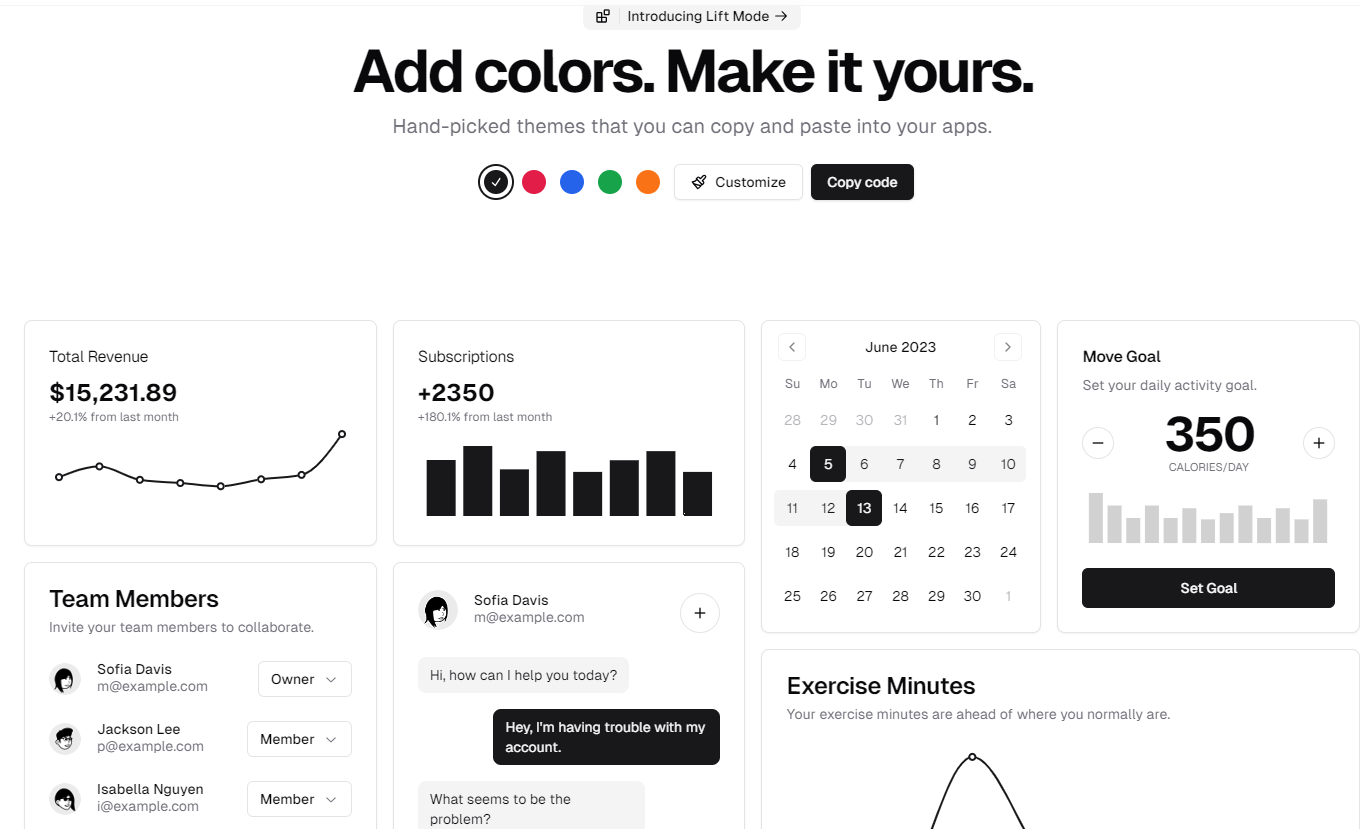 Introducing Lift Mode →
Add colors. Make it yours.
Hand-picked themes that you can copy and paste into your apps.
Customize
Copy code
Total Revenue
$15,231.89
+20.1% from last month
Subscriptions
+2350
+180.1% from last month
June 2023
Su Mo Tu We Th Fr Sa
28 29 30 31 1 2 3
4 5 6 7 8 9 10
11 12 13 14 15 16 17
18 19 20 21 22 23 24
25 26 27 28 29 30 1
Move Goal
Set your daily activity goal.
350
CALORIES/DAY
Set Goal
Team Members
Invite your team members to collaborate.
Sofia Davis
m@example.com
Owner
Jackson Lee
p@example.com
Member
Isabella Nguyen
i@example.com
Member
Sofia Davis
m@example.com
Hi, how can I help you today?
Hey, I'm having trouble with my
account.
What seems to be the
problem?
Exercise Minutes
Your exercise minutes are ahead of where you normally are.